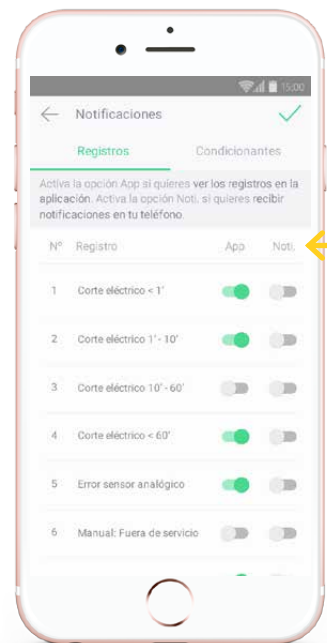 15:00
Notificaciones
Registros Condicionantes
Activa la opción App si quieres ver los registros en la
aplicación. Activa la opción Noti. si quieres recibir
notificaciones en tu teléfono.
Nº Registro App Noti.
1 Corte eléctrico < 1'
2 Corte eléctrico 1' - 10'
3 Corte eléctrico 10' - 60'
4 Corte eléctrico < 60'
5 Error sensor analógico
6 Manual: Fuera de servicio